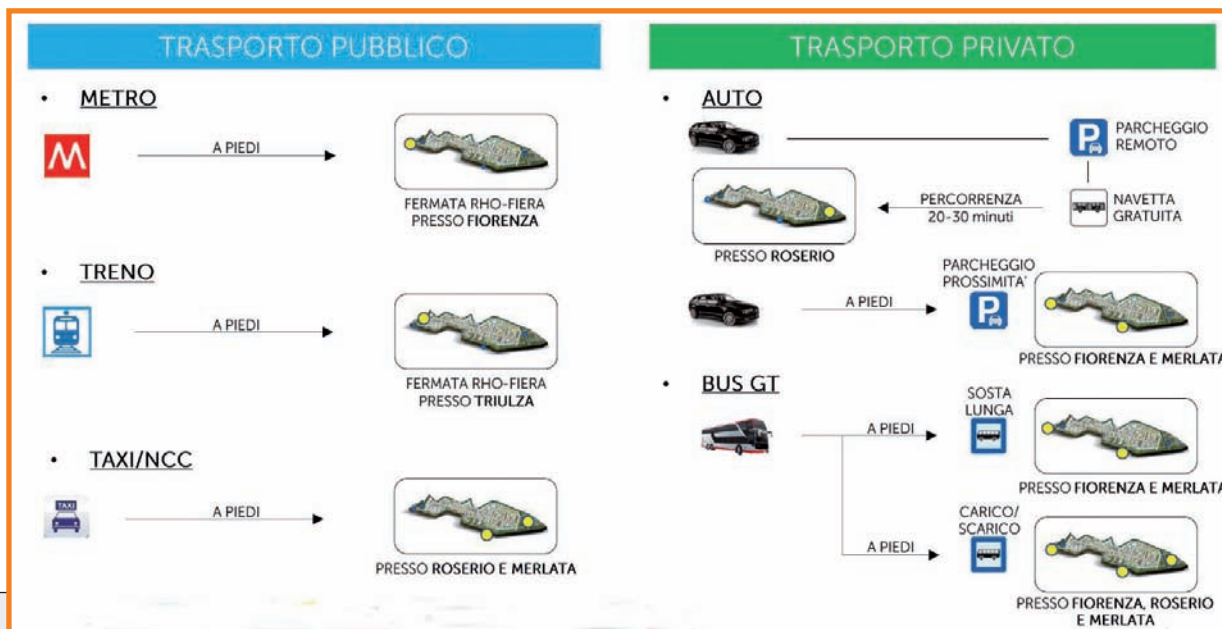 TRASPORTO PUBBLICO
• METRO
M
A PIEDI
FERMATA RHO-FIERA
PRESSO FIORENZA
• TRENO
A PIEDI
FERMATA RHO-FIERA
PRESSO TRIULZA
• TAXI/NCC
TAXI
A PIEDI
PRESSO ROSERIO E MERLATA
TRASPORTO PRIVATO
• AUTO
P
PARCHEGGIO
REMOTO
NAVETTA
GRATUITA
PERCORRENZA
20-30 minuti
PRESSO ROSERIO
A PIEDI
PARCHEGGIO
PROSSIMITA'
P
PRESSO FIORENZA E MERLATA
• BUS GT
A PIEDI
SOSTA
LUNGA
PRESSO FIORENZA E MERLATA
A PIEDI
CARICO/
SCARICO
PRESSO FIORENZA, ROSERIO
E MERLATA